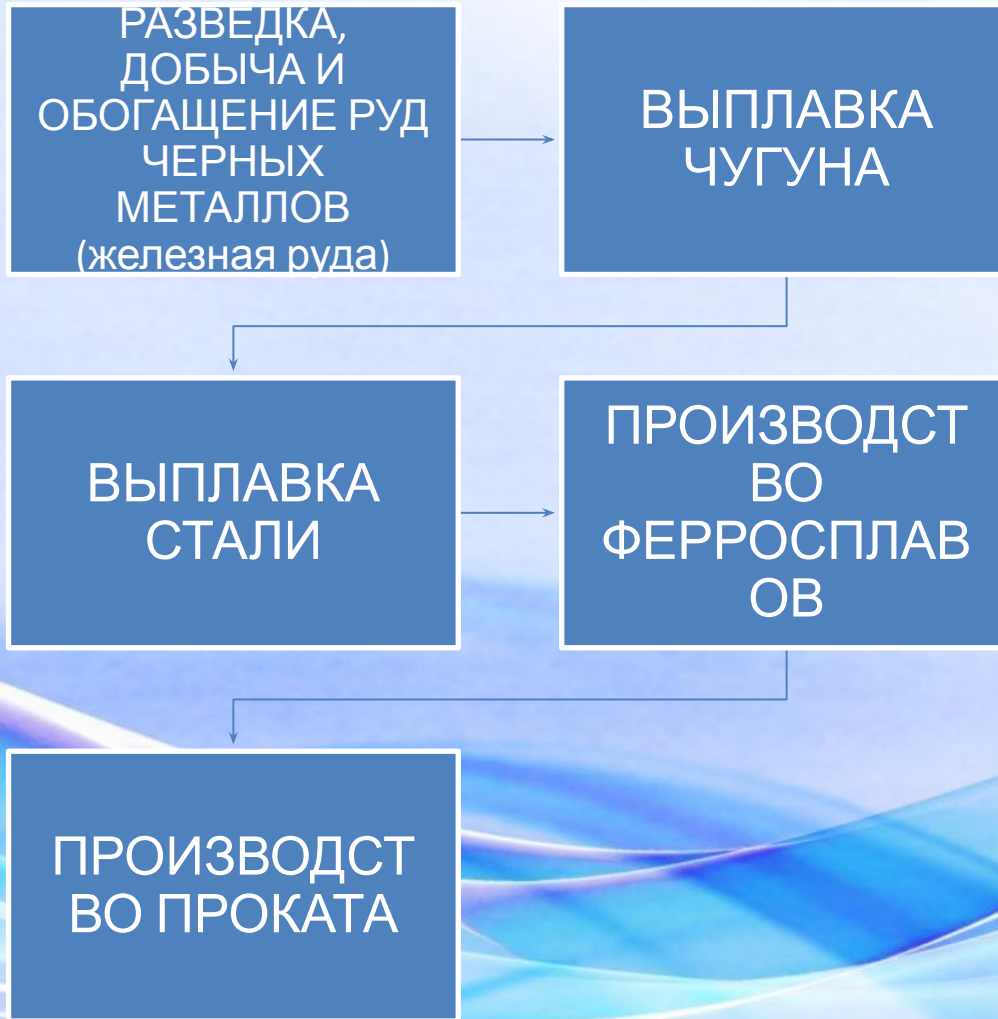 РАЗВЕДКА,
ДОБЫЧА И
ОБОГАЩЕНИЕ РУД
ЧЕРНЫХ
МЕТАЛЛОВ
(железная руда)
ВЫПЛАВКА
ЧУГУНА
ВЫПЛАВКА
СТАЛИ
ПРОИЗВОДСТ
ВО
ФЕРРОСПЛАВ
ОВ
ПРОИЗВОДСТ
ВО ПРОКАТА